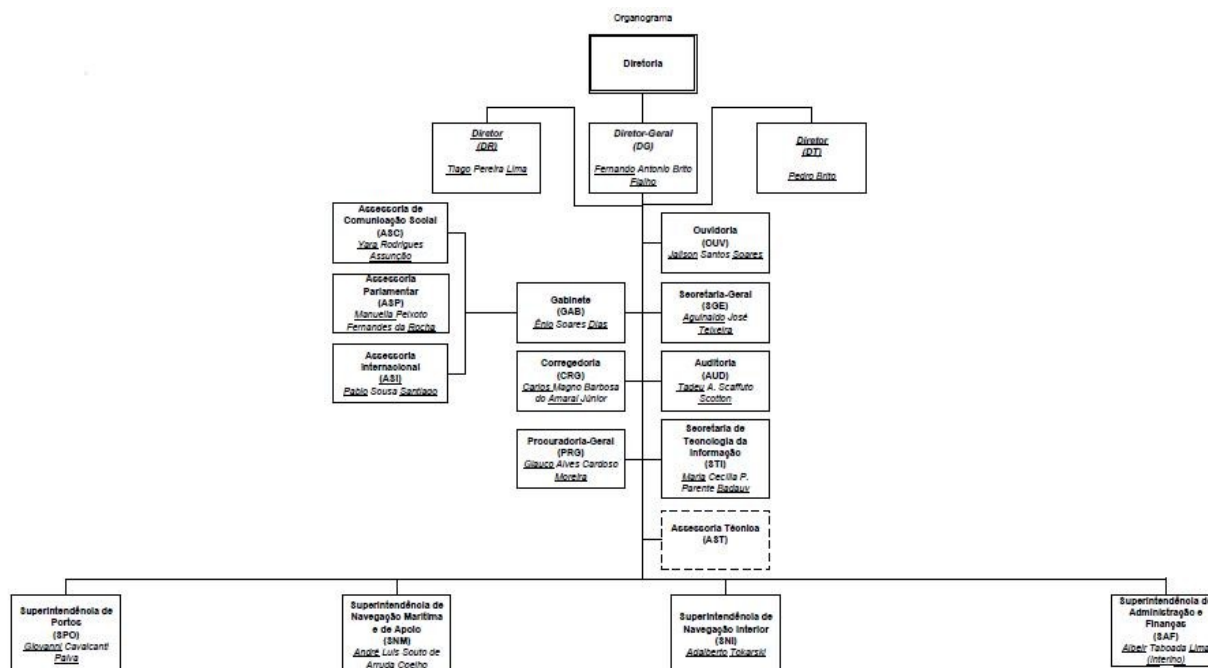 Organograma
Diretoria
Diretor
(DR)
Tiago Pereira Lima
Diretor-Geral
(DG)
Fernando Antonio Brito
Fialho
Diretor
(DT)
Pedro Brito
Assessoria de
Comunicação Social
(ASC)
Yara Rodrigues
Assunção
Assessoria
Parlamentar
(ASP)
Manuella Peixoto
Fernandes da Rocha
Assessoria
Internacional
(ASI)
Pablo Sousa Santiago
Gabinete
(GAB)
Ênio Soares Dias
Corregedoria
(CRG)
Carlos Magno Barbosa
do Amaral Júnior
Procuradoria-Geral
(PRG)
Glauco Alves Cardoso
Moreira
Ouvidoria
(OUV)
Jailson Santos Soares
Secretaria-Geral
(SGE)
Aguinaldo José
Teixeira
Auditoria
(AUD)
Tadeu A. Scaffuto
Scotton
Secretaria de
Tecnologia da
Informação
(STI)
Maria Cecília P.
Parente Badauy
Assessoria Técnica
(AST)
Superintendência de
Portos
(SPO)
Giovanni Cavalcanti
Paiva
Superintendência de
Navegação Marítima
e de Apoio
(SNM)
André Luis Souto de
Arruda Coelho
Superintendência de
Navegação Interior
(SNI)
Adalberto Tokarski
Superintendência de
Administração e
Finanças
(SAF)
Albeir Taboada Lima
(Interino)